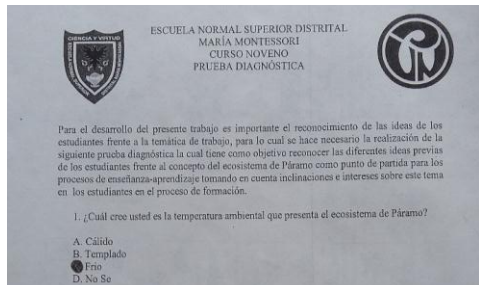 CIENCIA Y VIRTUD
ESCUELA NORMAL SUPERIOR DISTRITAL
MARÍA MONTESSORI
CURSO NOVENO
PRUEBA DIAGNÓSTICA
Para el desarrollo del presente trabajo es importante el reconocimiento de las ideas de los
estudiantes frente a la temática de trabajo, para lo cual se hace necesario la realización de la
siguiente prueba diagnóstica la cual tiene como objetivo reconocer las diferentes ideas previas
de los estudiantes frente al concepto del ecosistema de Páramo como punto de partida para los
procesos de enseñanza-aprendizaje tomando en cuenta inclinaciones e intereses sobre este tema
en los estudiantes en el proceso de formación.
1. ¿Cuál cree usted es la temperatura ambiental que presenta el ecosistema de Páramo?
A. Cálido
B. Templado
Frio
D. No Se